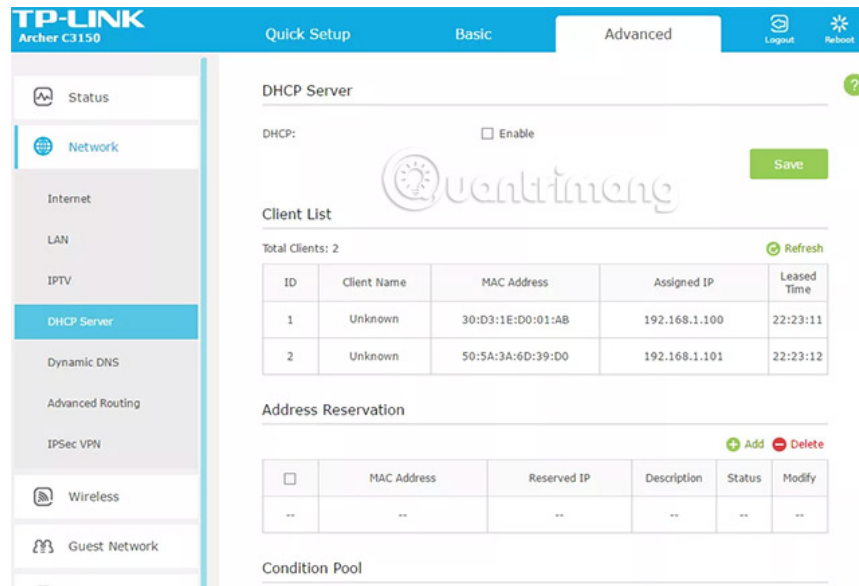 TP-LINK
Archer C3150
Quick Setup
Basic
Advanced
Logout
Reboot
Status
Network
Internet
LAN
IPTV
DHCP Server
Dynamic DNS
Advanced Routing
IPSec VPN
Wireless
Guest Network
DHCP Server
?
DHCP:
Enable
Save
Quantrimang
Client List
Total Clients: 2
Refresh
ID Client Name MAC Address Assigned IP Leased Time
1 Unknown 30:D3:1E:D0:01:AB 192.168.1.100 22:23:11
2 Unknown 50:5A:3A:6D:39:D0 192.168.1.101 22:23:12
Address Reservation
Add Delete
MAC Address Reserved IP Description Status Modify
-- -- -- -- -- --
Condition Pool